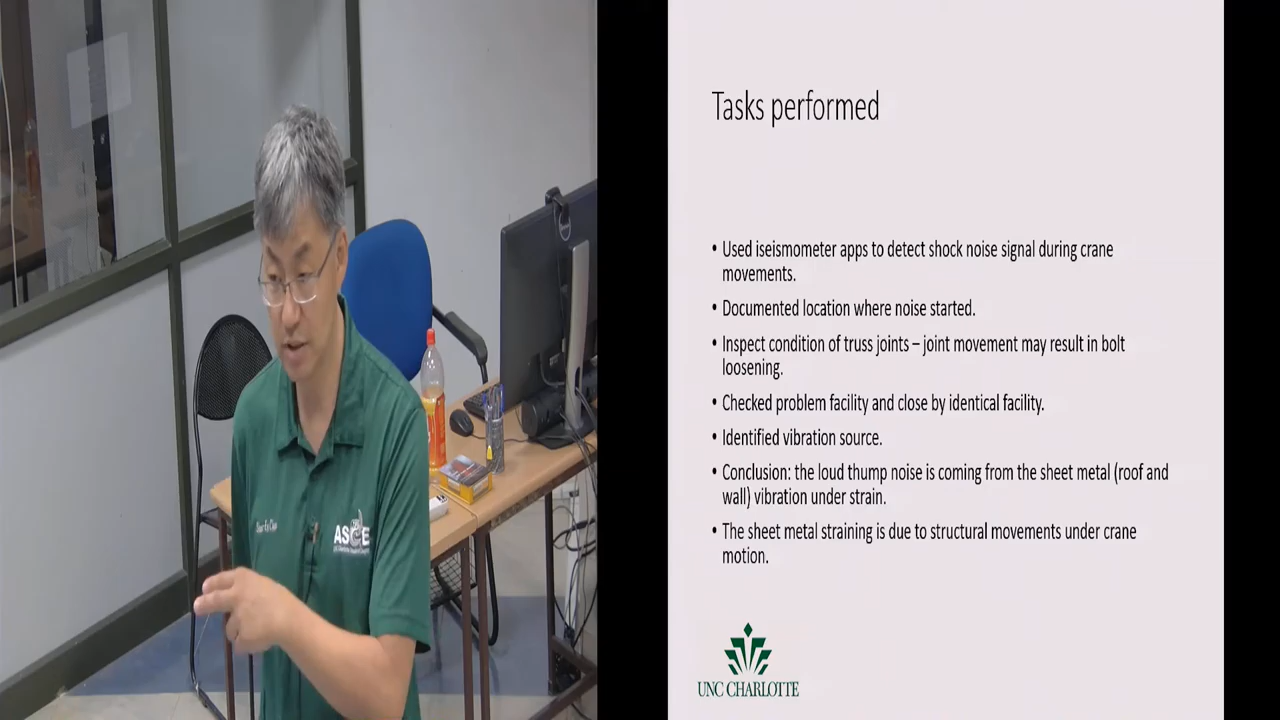 Tasks performed
• Used iseismometer apps to detect shock noise signal during crane
movements.
• Documented location where noise started.
• Inspect condition of truss joints – joint movement may result in bolt
loosening.
• Checked problem facility and close by identical facility.
• Identified vibration source.
• Conclusion: the loud thump noise is coming from the sheet metal (roof and
wall) vibration under strain.
• The sheet metal straining is due to structural movements under crane
motion.
UNC CHARLOTTE
ASCE